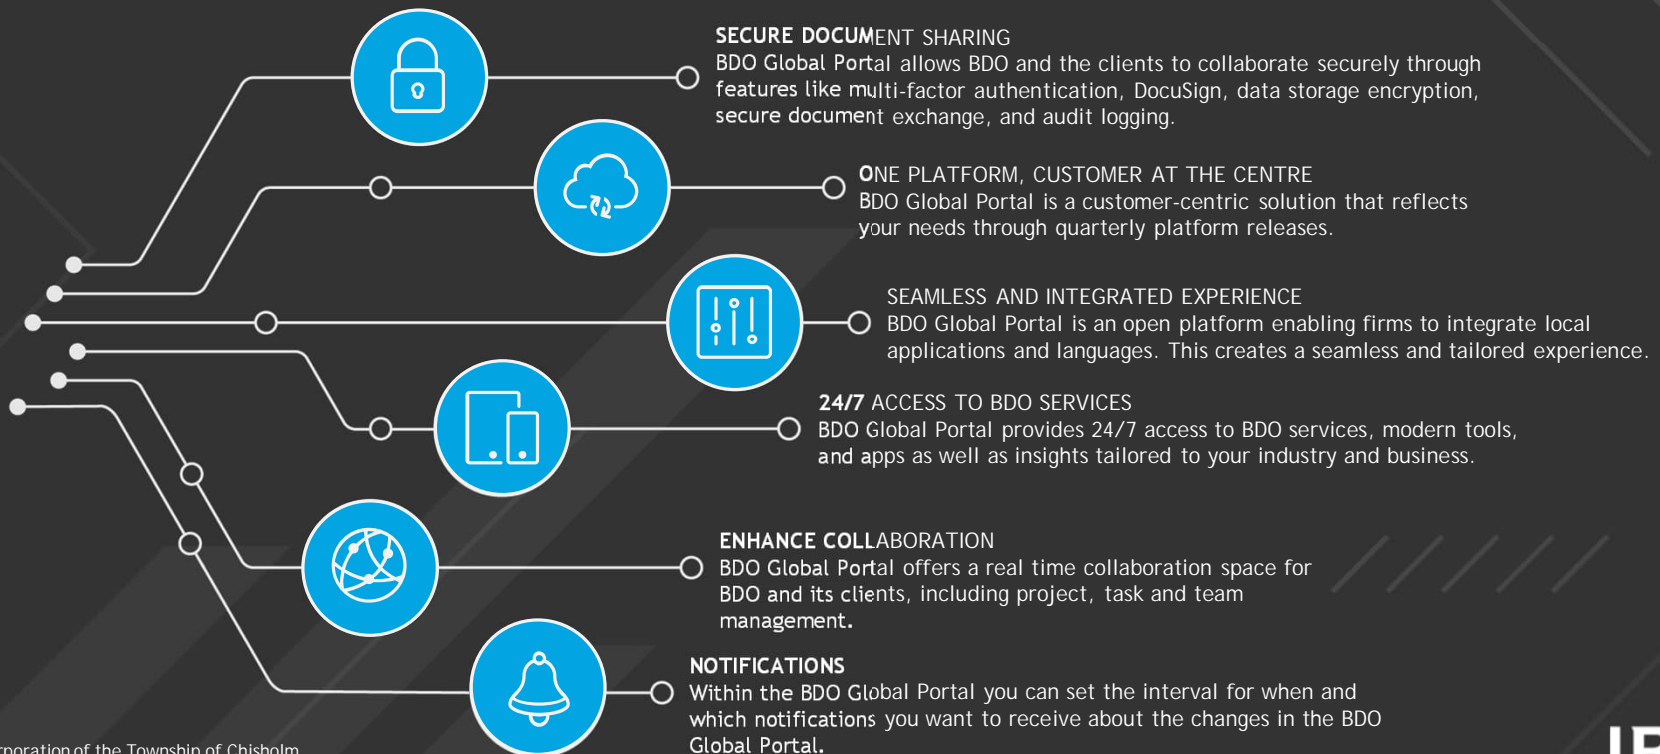 SECURE DOCUMENT SHARING
BDO Global Portal allows BDO and the clients to collaborate securely through
features like multi-factor authentication, DocuSign, data storage encryption,
secure document exchange, and audit logging.
ONE PLATFORM, CUSTOMER AT THE CENTRE
BDO Global Portal is a customer-centric solution that reflects
your needs through quarterly platform releases.
SEAMLESS AND INTEGRATED EXPERIENCE
BDO Global Portal is an open platform enabling firms to integrate local
applications and languages. This creates a seamless and tailored experience.
24/7 ACCESS TO BDO SERVICES
BDO Global Portal provides 24/7 access to BDO services, modern tools,
and apps as well as insights tailored to your industry and business.
ENHANCE COLLABORATION
BDO Global Portal offers a real time collaboration space for
BDO and its clients, including project, task and team
management.
NOTIFICATIONS
Within the BDO Global Portal you can set the interval for when and
which notifications you want to receive about the changes in the BDO
Global Portal.
of the Township of Chisholm